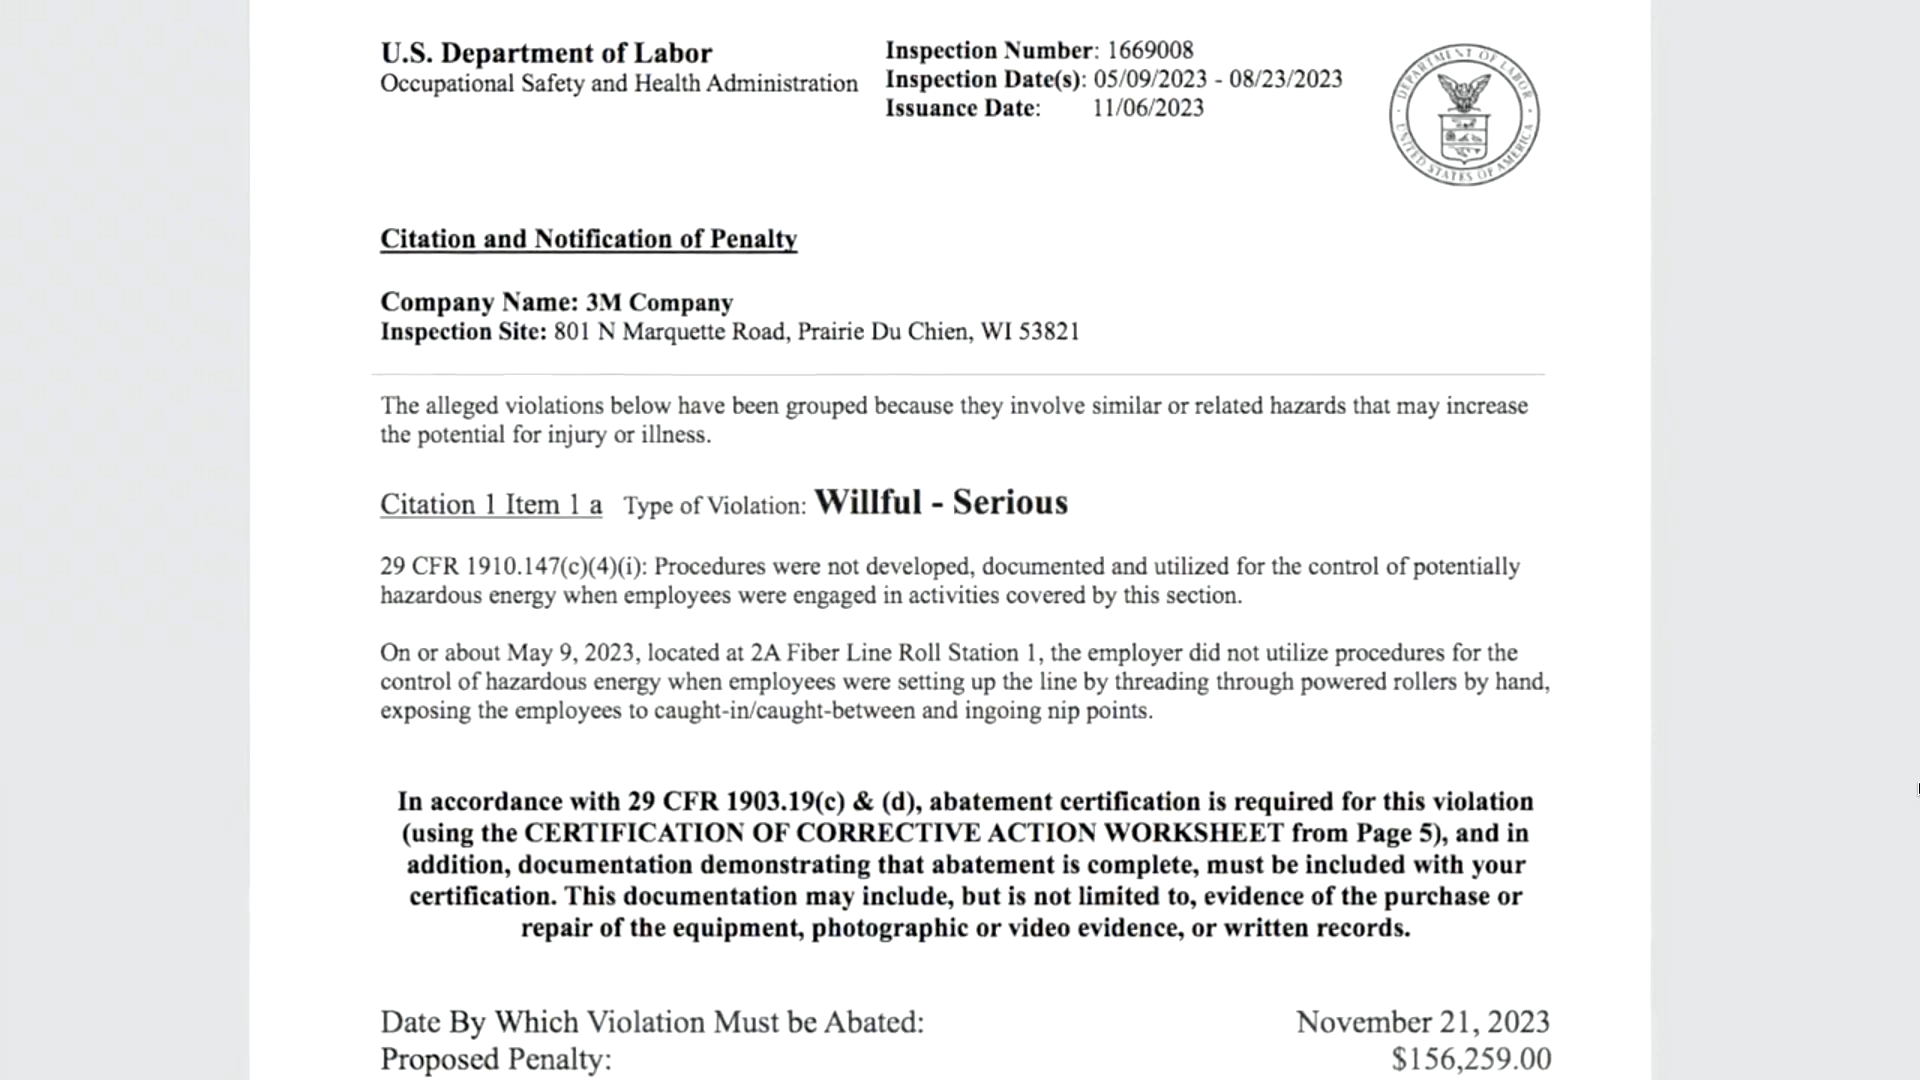 U.S. Department of Labor
Occupational Safety and Health Administration
Inspection Number: 1669008
Inspection Date(s): 05/09/2023 - 08/23/2023
Issuance Date: 11/06/2023
DEPARTMENT OF LABOR
UNITED STATES OF AMERICA
Citation and Notification of Penalty
Company Name: 3M Company
Inspection Site: 801 N Marquette Road, Prairie Du Chien, WI 53821
The alleged violations below have been grouped because they involve similar or related hazards that may increase
the potential for injury or illness.
Citation 1 Item 1 a Type of Violation: Willful - Serious
29 CFR 1910.147(c)(4)(i): Procedures were not developed, documented and utilized for the control of potentially
hazardous energy when employees were engaged in activities covered by this section.
On or about May 9, 2023, located at 2A Fiber Line Roll Station 1, the employer did not utilize procedures for the
control of hazardous energy when employees were setting up the line by threading through powered rollers by hand,
exposing the employees to caught-in/caught-between and ingoing nip points.
In accordance with 29 CFR 1903.19(c) & (d), abatement certification is required for this violation
(using the CERTIFICATION OF CORRECTIVE ACTION WORKSHEET from Page 5), and in
addition, documentation demonstrating that abatement is complete, must be included with your
certification. This documentation may include, but is not limited to, evidence of the purchase or
repair of the equipment, photographic or video evidence, or written records.
Date By Which Violation Must be Abated: November 21, 2023
Proposed Penalty: $156,259.00